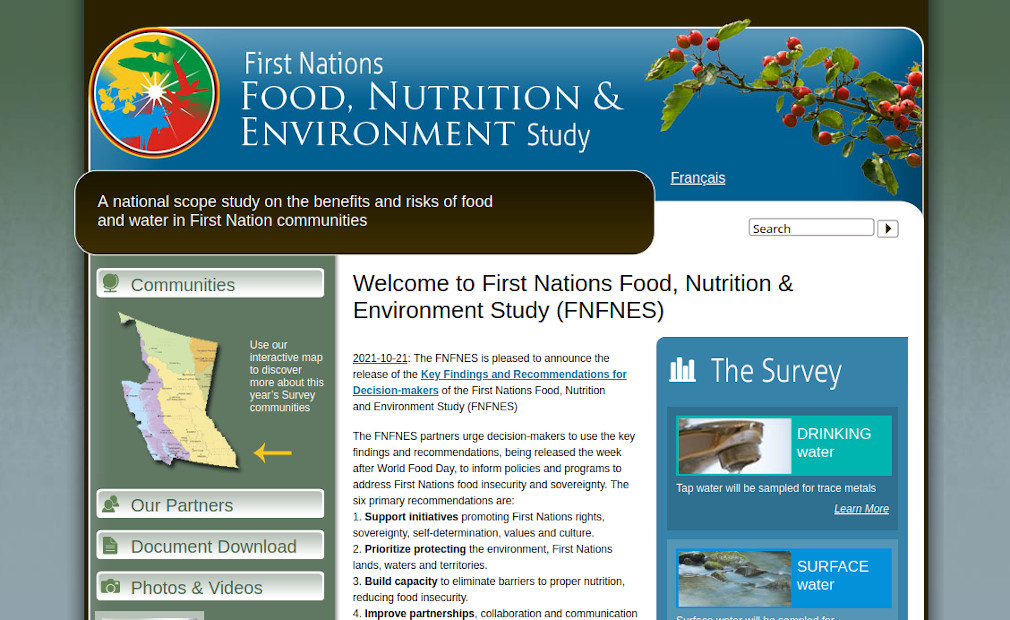 First Nations
FOOD, NUTRITION &
ENVIRONMENT Study
Français
A national scope study on the benefits and risks of food
and water in First Nation communities
Search
Communities
Use our
interactive map
to discover
more about this
year's Survey
communities
Our Partners
Document Download
Photos & Videos
Welcome to First Nations Food, Nutrition &
Environment Study (FNFNES)
2021-10-21: The FNFNES is pleased to announce the
release of the Key Findings and Recommendations for
Decision-makers of the First Nations Food, Nutrition
and Environment Study (FNFNES)
The FNFNES partners urge decision-makers to use the key
findings and recommendations, being released the week
after World Food Day, to inform policies and programs to
address First Nations food insecurity and sovereignty. The
six primary recommendations are:
1. Support initiatives promoting First Nations rights,
sovereignty, self-determination, values and culture.
2. Prioritize protecting the environment, First Nations
lands, waters and territories.
3. Build capacity to eliminate barriers to proper nutrition,
reducing food insecurity.
4. Improve partnerships, collaboration and communication
The Survey
DRINKING
water
Tap water will be sampled for trace metals
Learn More
SURFACE
water
Surface water will be sampled for